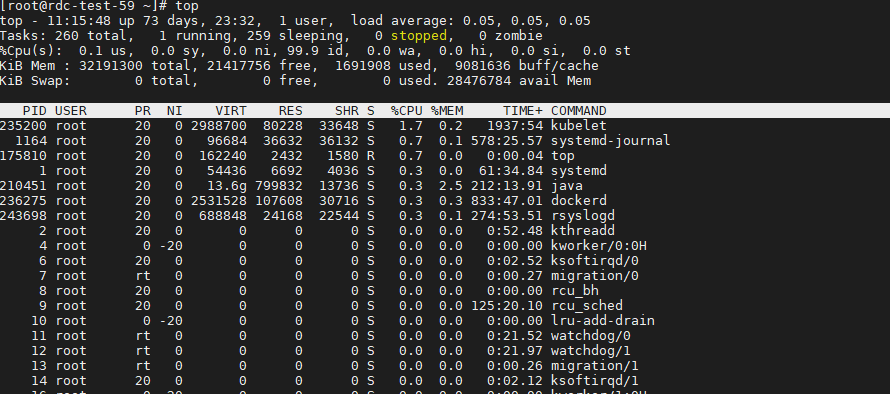 [root@rdc-test-59 ~]# top
top - 11:15:48 up 73 days, 23:32,  1 user,  load average: 0.05, 0.05, 0.05
Tasks: 260 total,   1 running, 259 sleeping,   0 stopped,   0 zombie
%Cpu(s):  0.1 us,  0.0 sy,  0.0 ni, 99.9 id,  0.0 wa,  0.0 hi,  0.0 si,  0.0 st
KiB Mem : 32191300 total, 21417756 free,  1691908 used,  9081636 buff/cache
KiB Swap:        0 total,        0 free,        0 used. 28476784 avail Mem
PID USER      PR  NI    VIRT    RES    SHR S  %CPU %MEM     TIME+ COMMAND
235200 root      20   0 2988700  80228  33648 S   1.7  0.2   1937:54 kubelet
1164 root      20   0   96684  36632  36132 S   0.7  0.1 578:25.57 systemd-journal
175810 root      20   0  162240   2432   1580 R   0.7  0.0   0:00.04 top
1 root      20   0   54436   6692   4036 S   0.3  0.0  61:34.84 systemd
210451 root      20   0   13.6g 799832  13736 S   0.3  2.5 212:13.91 java
236275 root      20   0 2531528 107608  30716 S   0.3  0.3 833:47.01 dockerd
243698 root      20   0  688848  24168  22544 S   0.3  0.1 274:53.51 rsyslogd
2 root      20   0       0      0      0 S   0.0  0.0   0:52.48 kthreadd
4 root       0 -20       0      0      0 S   0.0  0.0   0:00.00 kworker/0:0H
6 root      20   0       0      0      0 S   0.0  0.0   0:02.52 ksoftirqd/0
7 root      rt   0       0      0      0 S   0.0  0.0   0:00.27 migration/0
8 root      20   0       0      0      0 S   0.0  0.0   0:00.00 rcu_bh
9 root      20   0       0      0      0 S   0.0  0.0 125:20.10 rcu_sched
10 root       0 -20       0      0      0 S   0.0  0.0   0:00.00 lru-add-drain
11 root      rt   0       0      0      0 S   0.0  0.0   0:21.52 watchdog/0
12 root      rt   0       0      0      0 S   0.0  0.0   0:21.97 watchdog/1
13 root      rt   0       0      0      0 S   0.0  0.0   0:00.26 migration/1
14 root      20   0       0      0      0 S   0.0  0.0   0:02.12 ksoftirqd/1